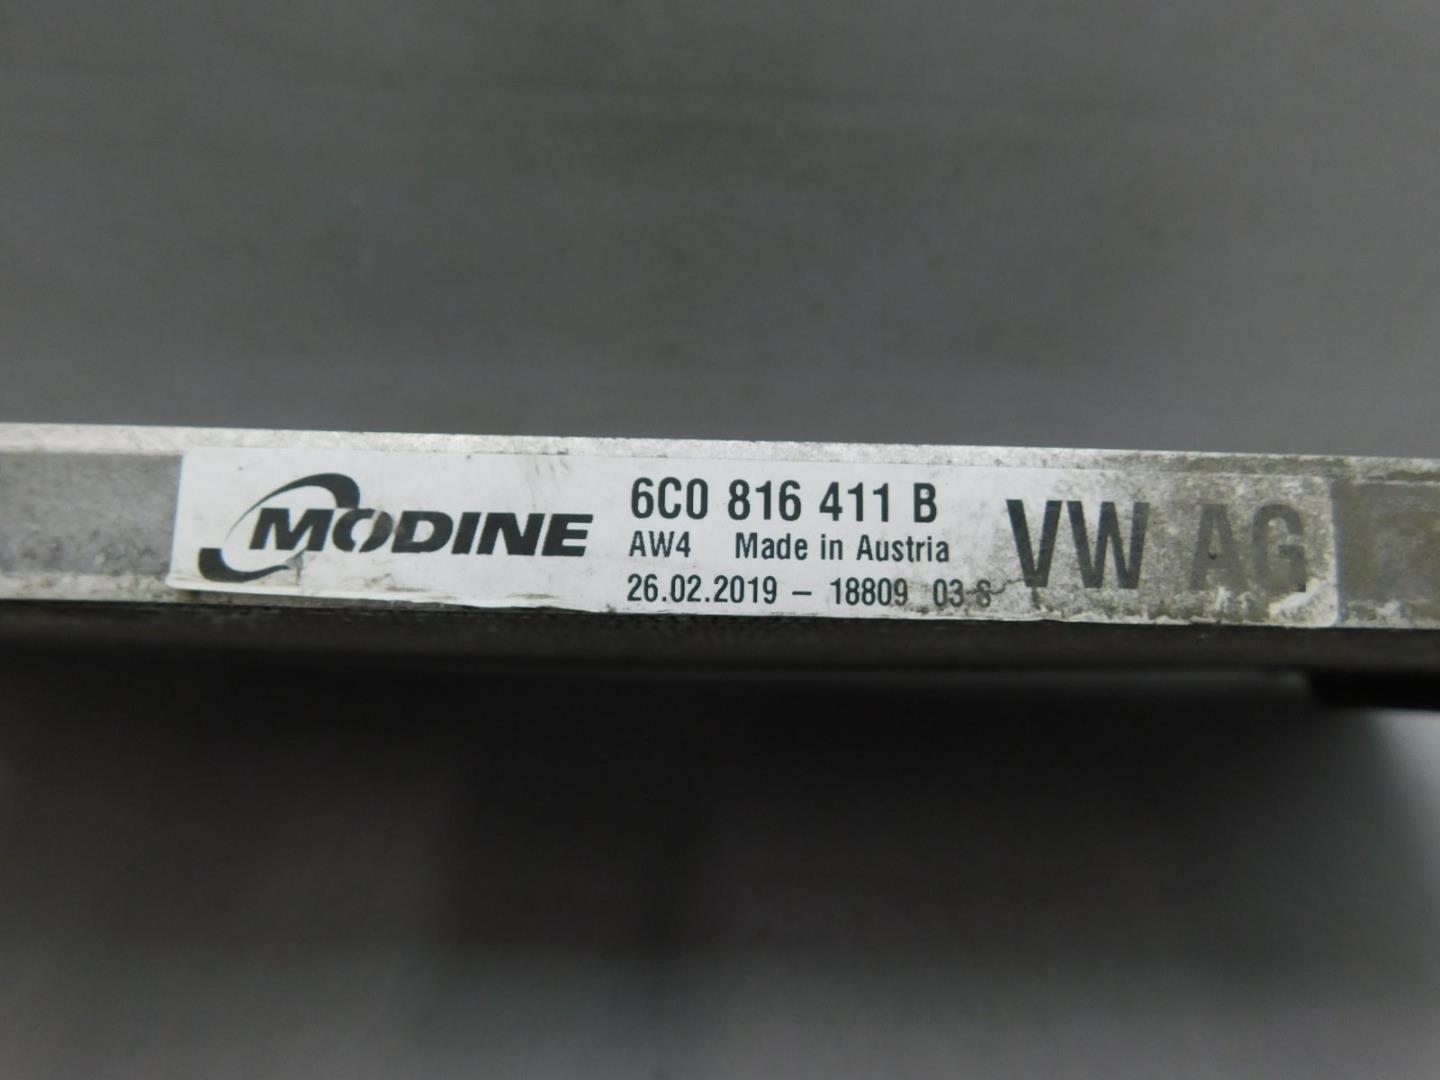 MODINE
6C0 816 411 B
AW4 Made in Austria
26.02.2019 – 18809 03 S
VW AG